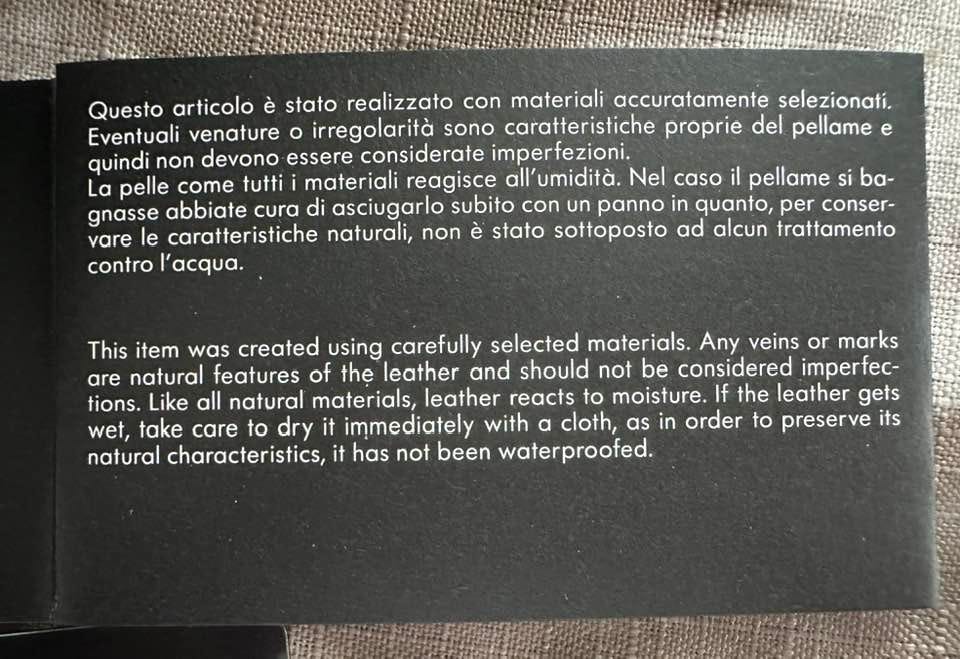 Questo articolo è stato realizzato con materiali accuratamente selezionati.
Eventuali venature o irregolarità sono caratteristiche proprie del pellame e
quindi non devono essere considerate imperfezioni.
La pelle come tutti i materiali reagisce all'umidità. Nel caso il pellame si ba-
gnasse abbiate cura di asciugarlo subito con un panno in quanto, per conser-
vare le caratteristiche naturali, non è stato sottoposto ad alcun trattamento
contro l'acqua.
This item was created using carefully selected materials. Any veins or marks
are natural features of the leather and should not be considered imperfec-
tions. Like all natural materials, leather reacts to moisture. If the leather gets
wet, take care to dry it immediately with a cloth, as in order to preserve its
natural characteristics, it has not been waterproofed.